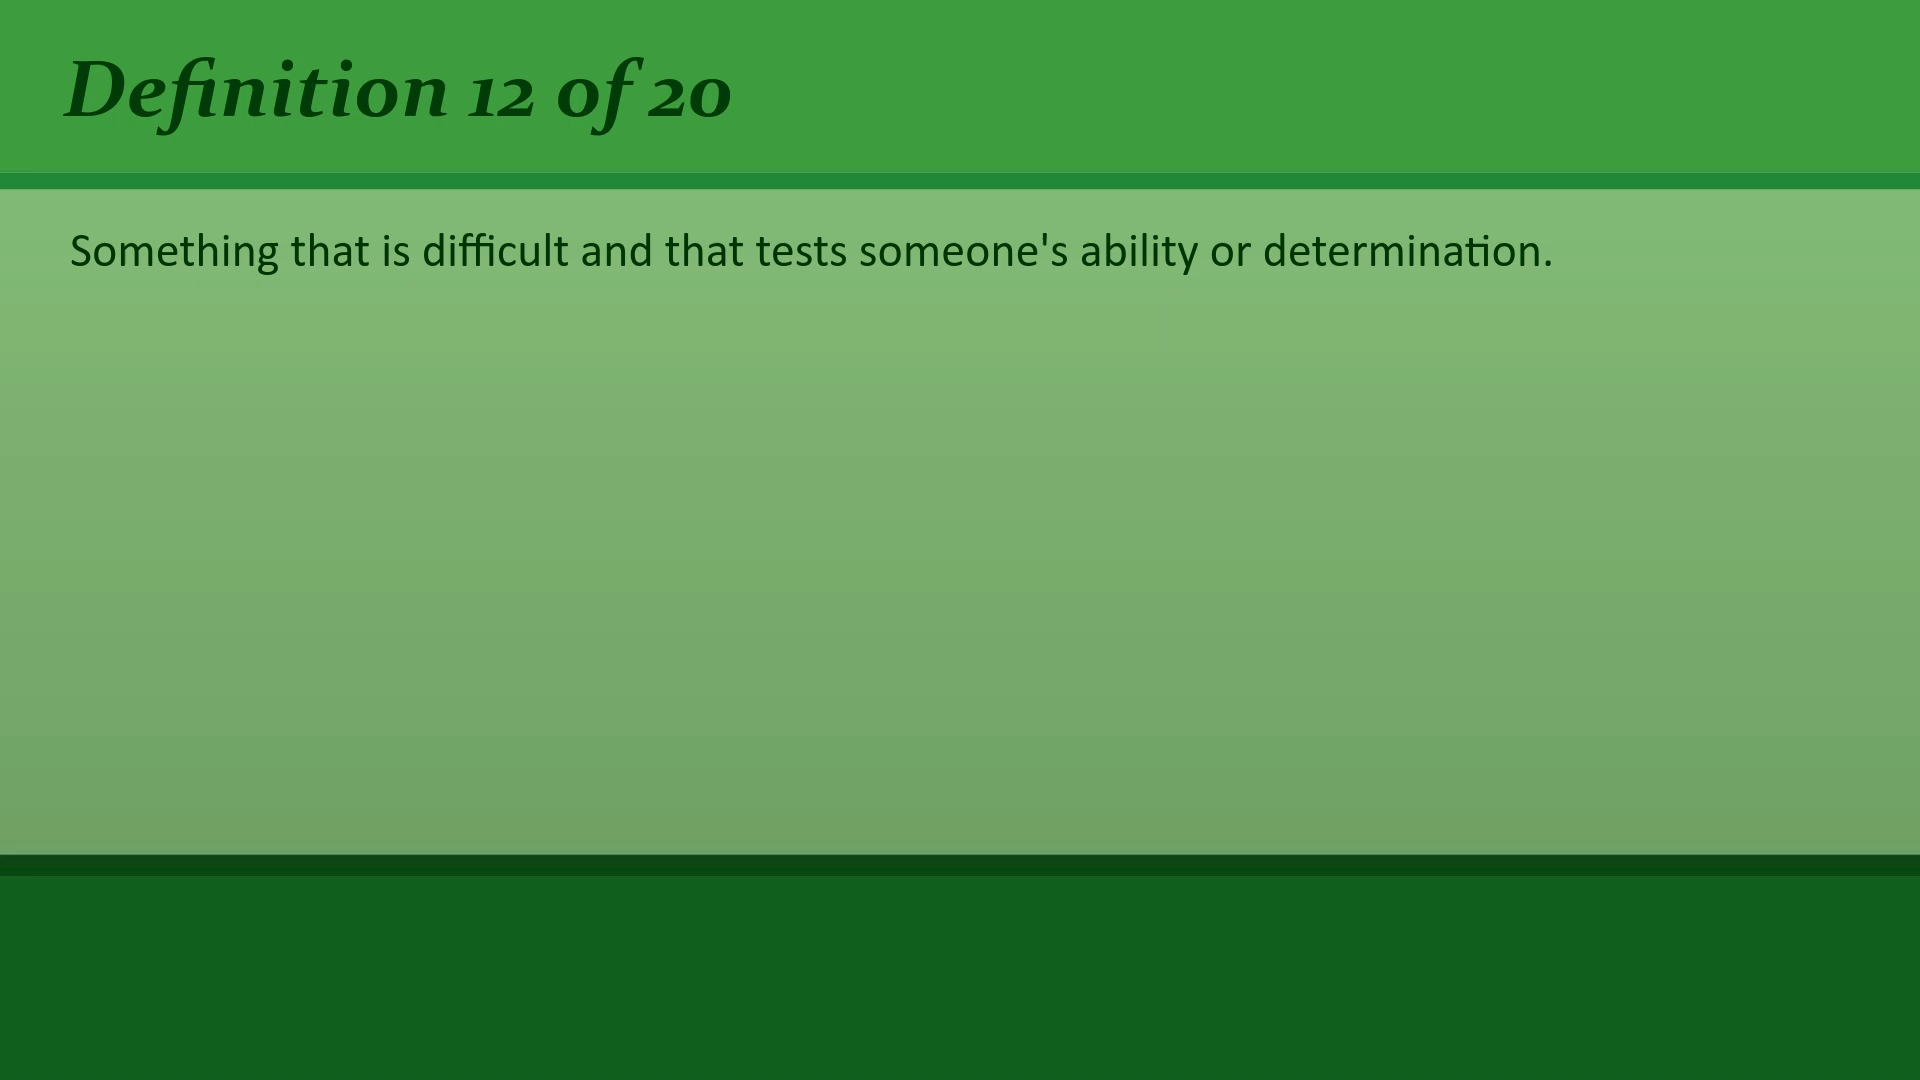 Definition 12 of 20
Something that is difficult and that tests someone's ability or determination.